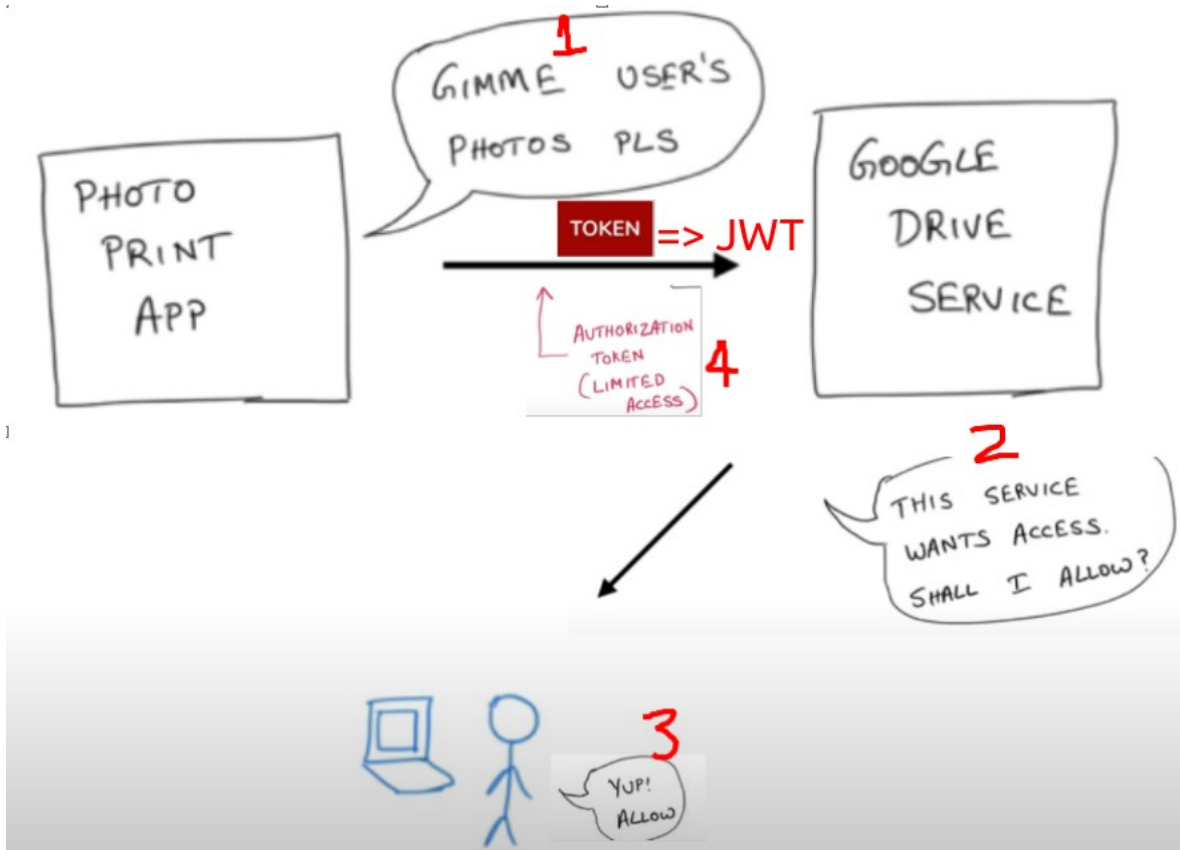 1
GIMME USER'S
PHOTOS PLS
PHOTO
PRINT
APP
GOOGLE
DRIVE
SERVICE
TOKEN => JWT
AUTHORIZATION
TOKEN
(LIMITED
ACCESS)
4
2
THIS SERVICE
WANTS ACCESS.
SHALL I ALLOW?
3
YUP!
ALLOW